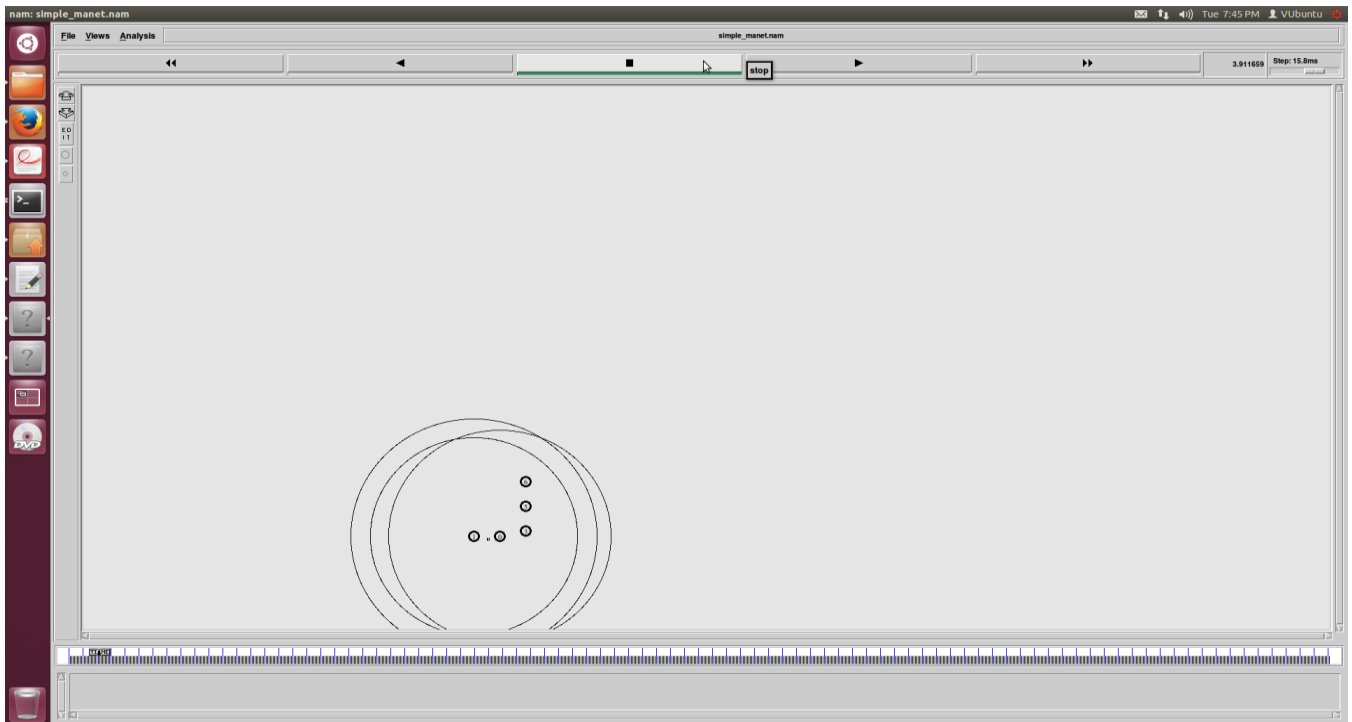 nam: simple_manet.nam
Tue 7:45 PM VUbuntu
File Views Analysis simple_manet.nam
stop
3.911659
Step: 15.8ms
E D
I T
DVD